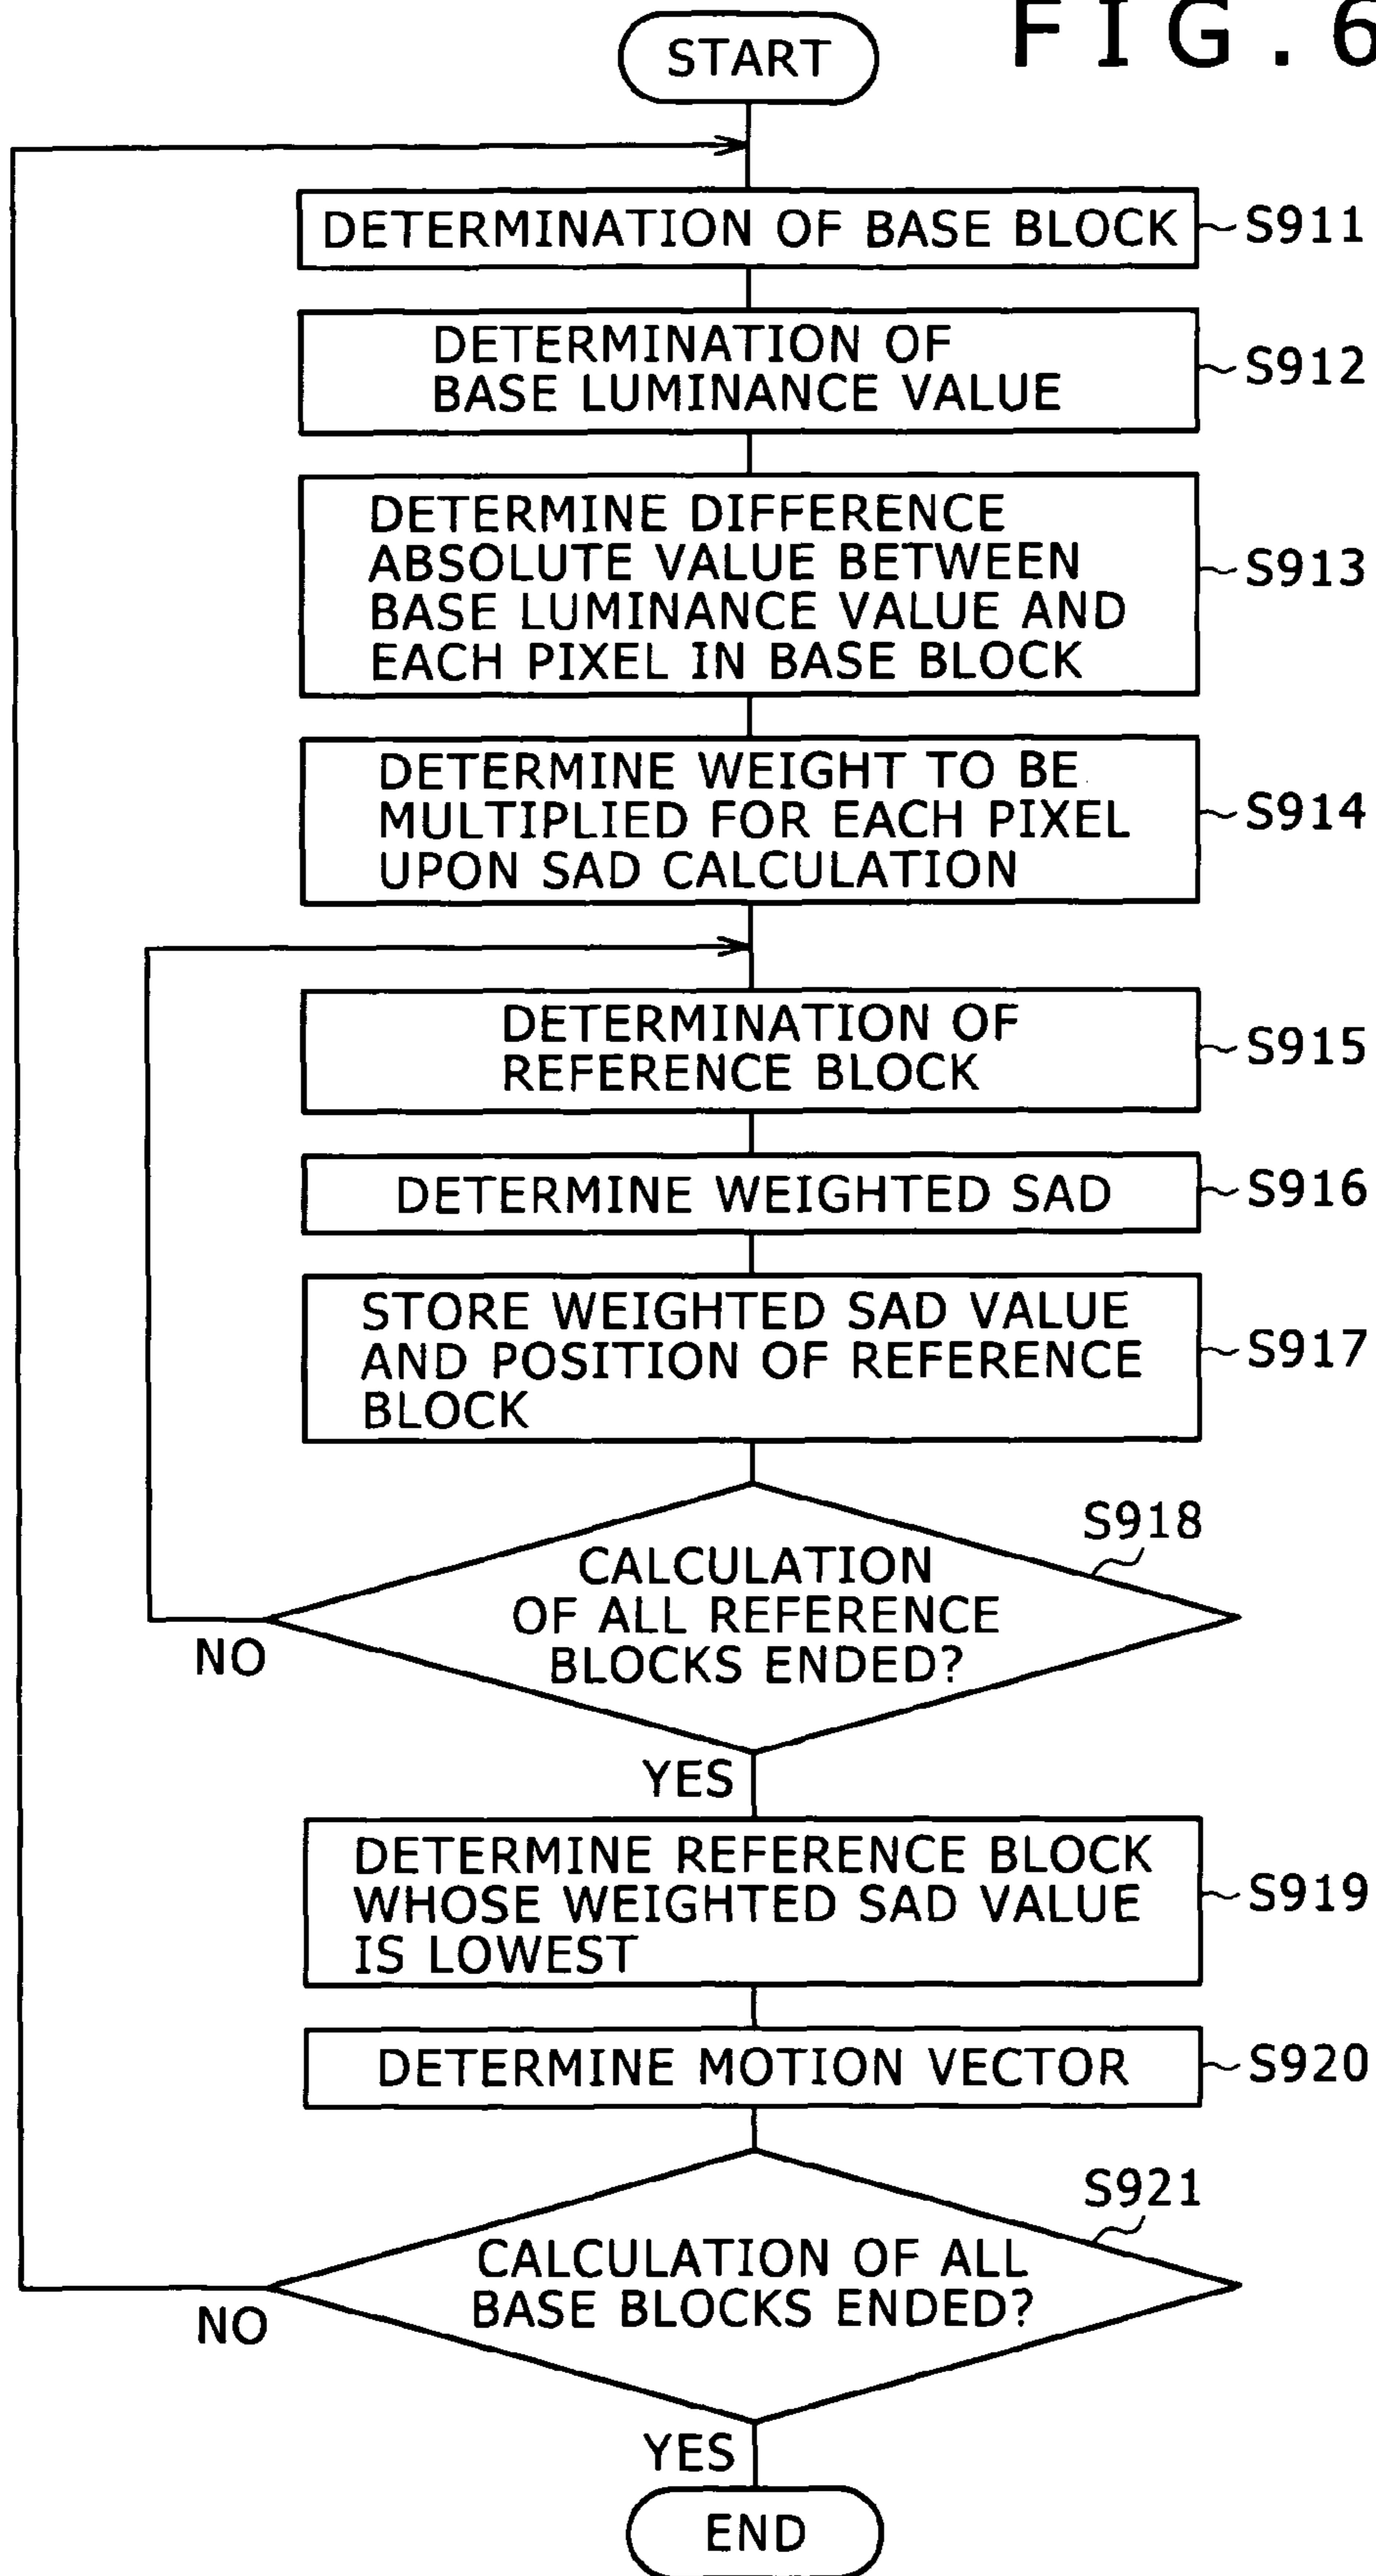 FIG.6
START
DETERMINATION OF BASE BLOCK
S911
DETERMINATION OF
BASE LUMINANCE VALUE
S912
DETERMINE DIFFERENCE
ABSOLUTE VALUE BETWEEN
BASE LUMINANCE VALUE AND
EACH PIXEL IN BASE BLOCK
S913
DETERMINE WEIGHT TO BE
MULTIPLIED FOR EACH PIXEL
UPON SAD CALCULATION
S914
DETERMINATION OF
REFERENCE BLOCK
S915
DETERMINE WEIGHTED SAD
S916
STORE WEIGHTED SAD VALUE
AND POSITION OF REFERENCE
BLOCK
S917
S918
CALCULATION
OF ALL REFERENCE
BLOCKS ENDED?
NO
YES
DETERMINE REFERENCE BLOCK
WHOSE WEIGHTED SAD VALUE
IS LOWEST
S919
DETERMINE MOTION VECTOR
S920
S921
CALCULATION OF ALL
BASE BLOCKS ENDED?
NO
YES
END